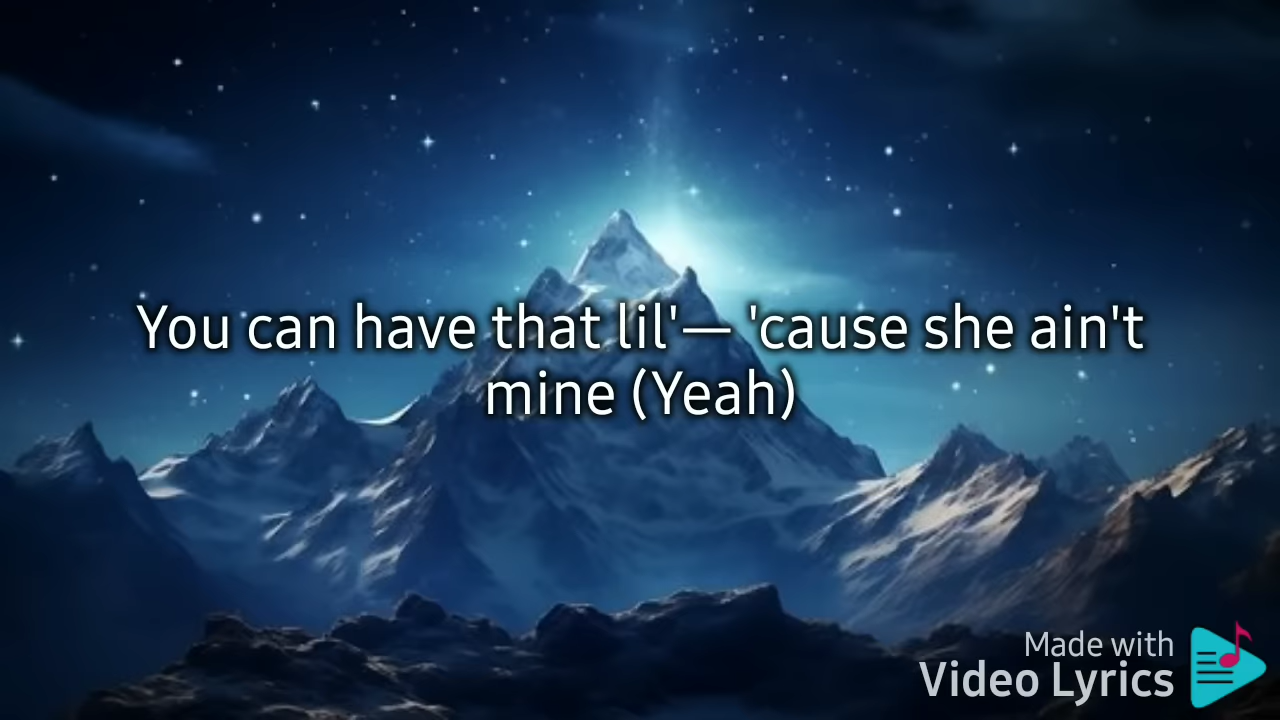 You can have that lil'— 'cause she ain't
mine (Yeah)
Made with
Video Lyrics